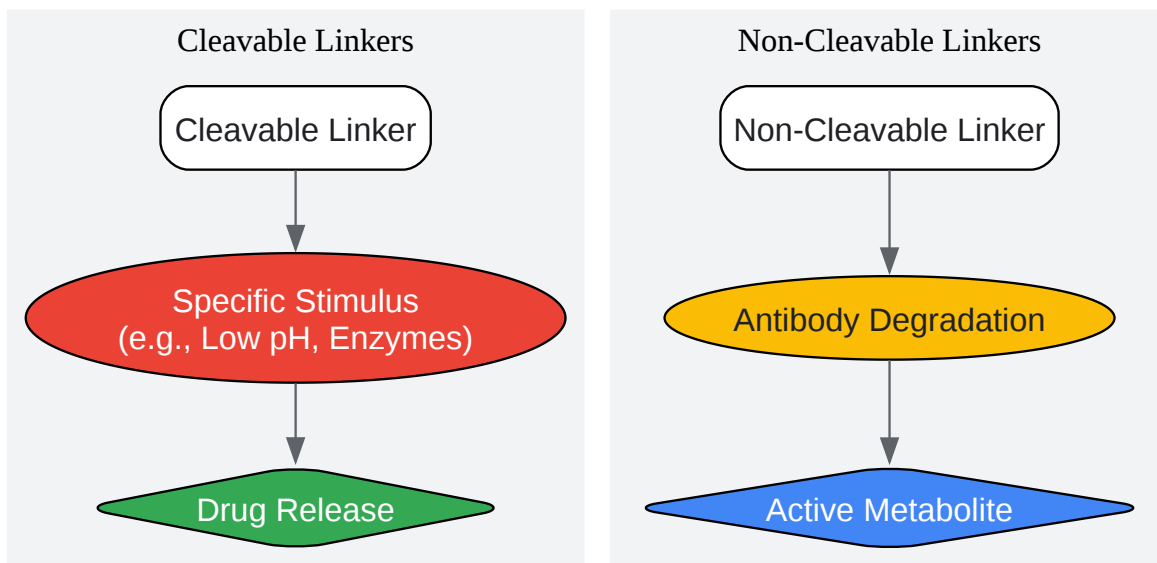 Cleavable Linkers
Cleavable Linker
Specific Stimulus
(e.g., Low pH, Enzymes)
Drug Release
Non-Cleavable Linkers
Non-Cleavable Linker
Antibody Degradation
Active Metabolite